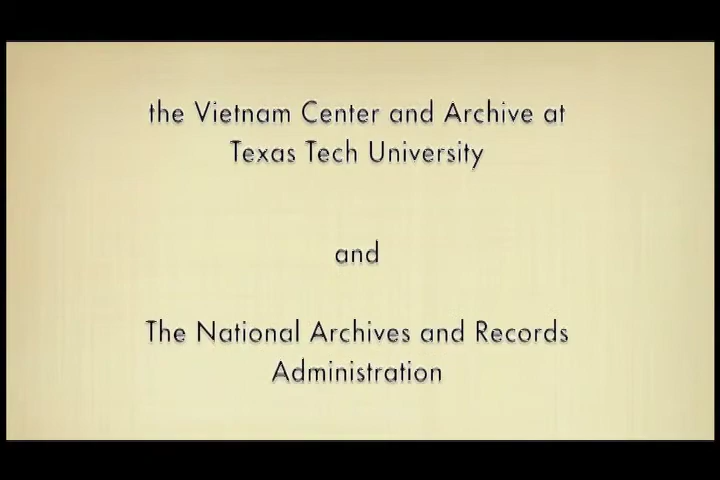 the Vietnam Center and Archive at
Texas Tech University
and
The National Archives and Records
Administration